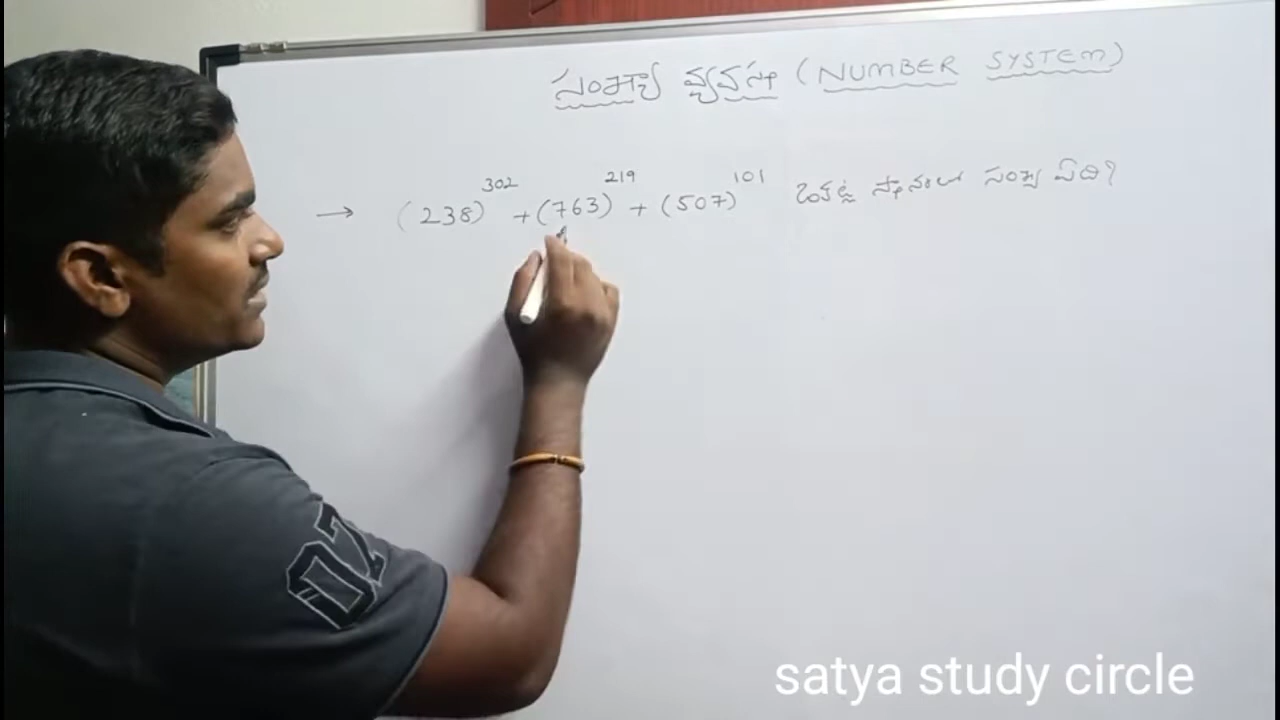 సంఖ్యా వ్యవస్థ (NUMBER SYSTEM)
→ (238)³⁰² + (763)²¹⁹ + (507)¹⁰¹ ఒకట్ల స్థానంలో సంఖ్య ఏది?
satya study circle